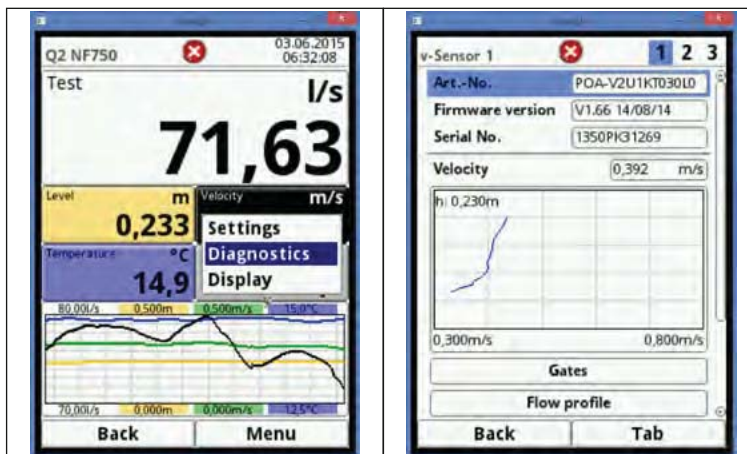 Q2 NF750
03.06.2015
06:32:08
Test
l/s
71,63
Level
m
0,233
Velocity
m/s
Settings
Diagnostics
Display
Temperature
°C
14,9
80,00l/s 0,500m 0,500m/s 15,0°C
70,00l/s 0,000m 0,000m/s 12,5°C
Back Menu
v-Sensor 1
1 2 3
Art.-No. POA-V2U1KT030L0
Firmware version V1.66 14/08/14
Serial No. 1350PK31269
Velocity 0,392 m/s
h: 0,230m
0,300m/s 0,800m/s
Gates
Flow profile
Back Tab